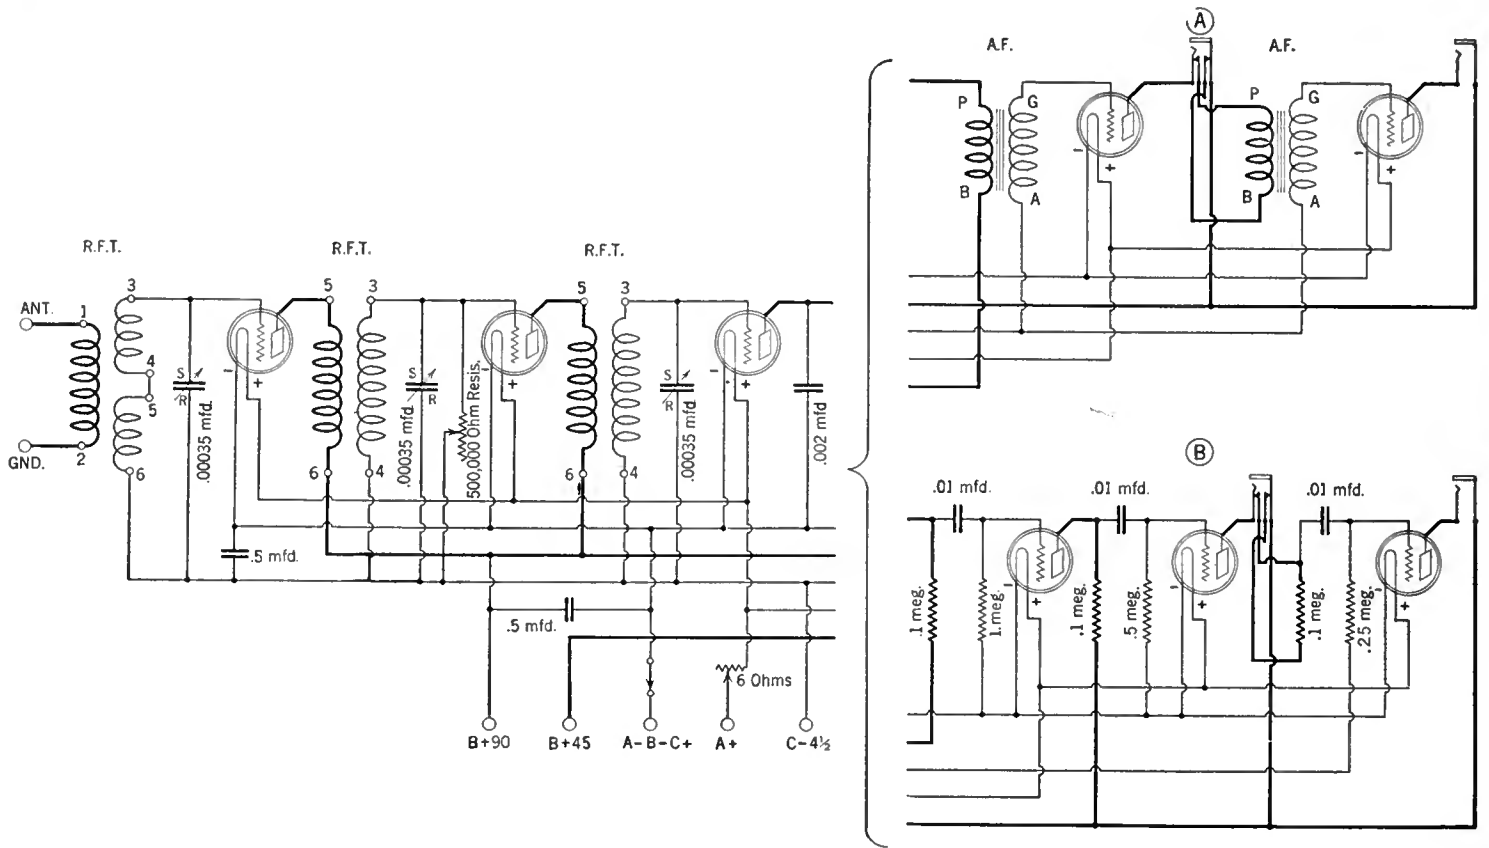 A
A.F.
A.F.
P
G
P
G
B
A
B
A
-
+
-
+
R.F.T.
R.F.T.
R.F.T.
ANT.
GND.
1
2
3
4
5
6
S
R
.00035 mfd.
-
+
5
6
3
4
S
R
.00035 mfd.
500,000 Ohm Resis.
-
+
5
6
3
4
S
R
.00035 mfd.
-
+
.002 mfd
.5 mfd.
.5 mfd.
6 Ohms
B+90
B+45
A-B-C+
A+
C-4½
B
.01 mfd.
.01 mfd.
.01 mfd.
.1 meg.
1 meg.
-
+
.1 meg.
.5 meg.
-
+
.1 meg.
.25 meg.
-
+